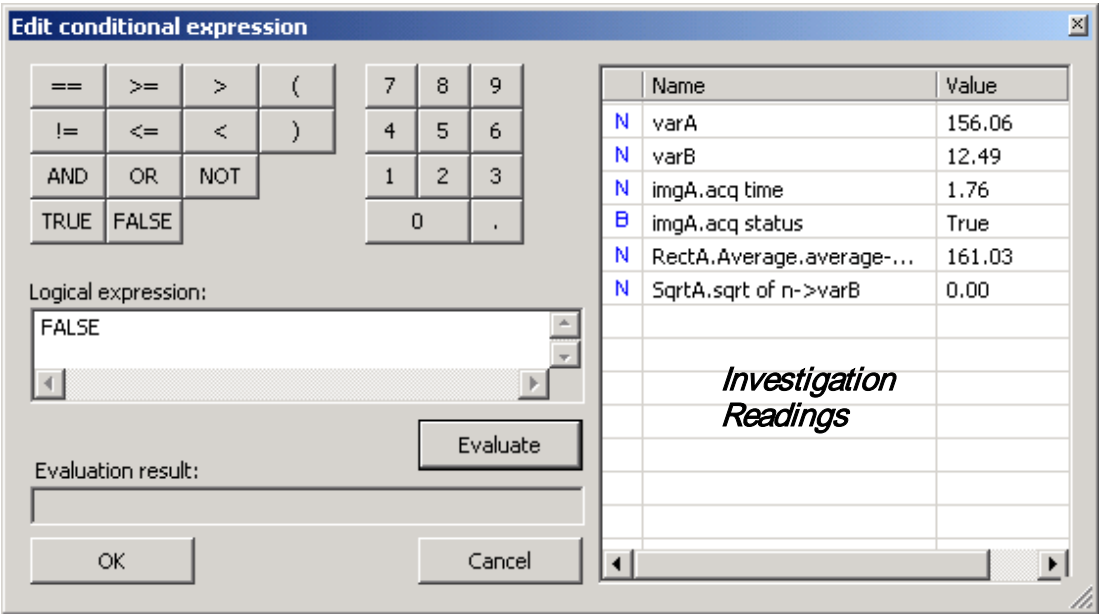 Edit conditional expression
== >= > ( 7 8 9
!= <= < ) 4 5 6
AND OR NOT 1 2 3
TRUE FALSE 0 .
Logical expression:
FALSE
Evaluate
Evaluation result:
OK Cancel
Name Value
N varA 156.06
N varB 12.49
N imgA.acq time 1.76
B imgA.acq status True
N RectA.Average.average-... 161.03
N SqrtA.sqrt of n->varB 0.00
Investigation
Readings